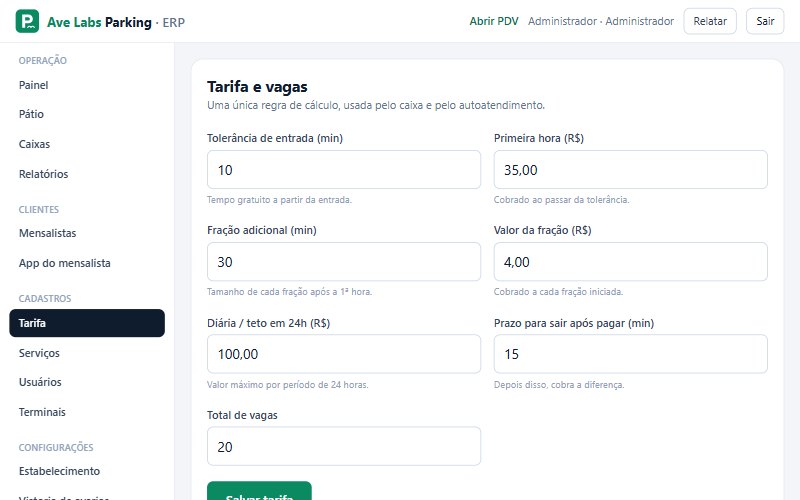 Ave Labs Parking · ERP
Abrir PDV
Administrador · Administrador
Relatar
Sair
OPERAÇÃO
Painel
Pátio
Caixas
Relatórios
CLIENTES
Mensalistas
App do mensalista
CADASTROS
Tarifa
Serviços
Usuários
Terminais
CONFIGURAÇÕES
Estabelecimento
Tarifa e vagas
Uma única regra de cálculo, usada pelo caixa e pelo autoatendimento.
Tolerância de entrada (min)
10
Tempo gratuito a partir da entrada.
Primeira hora (R$)
35,00
Cobrado ao passar da tolerância.
Fração adicional (min)
30
Tamanho de cada fração após a 1ª hora.
Valor da fração (R$)
4,00
Cobrado a cada fração iniciada.
Diária / teto em 24h (R$)
100,00
Valor máximo por período de 24 horas.
Prazo para sair após pagar (min)
15
Depois disso, cobra a diferença.
Total de vagas
20
Salvar tarifa